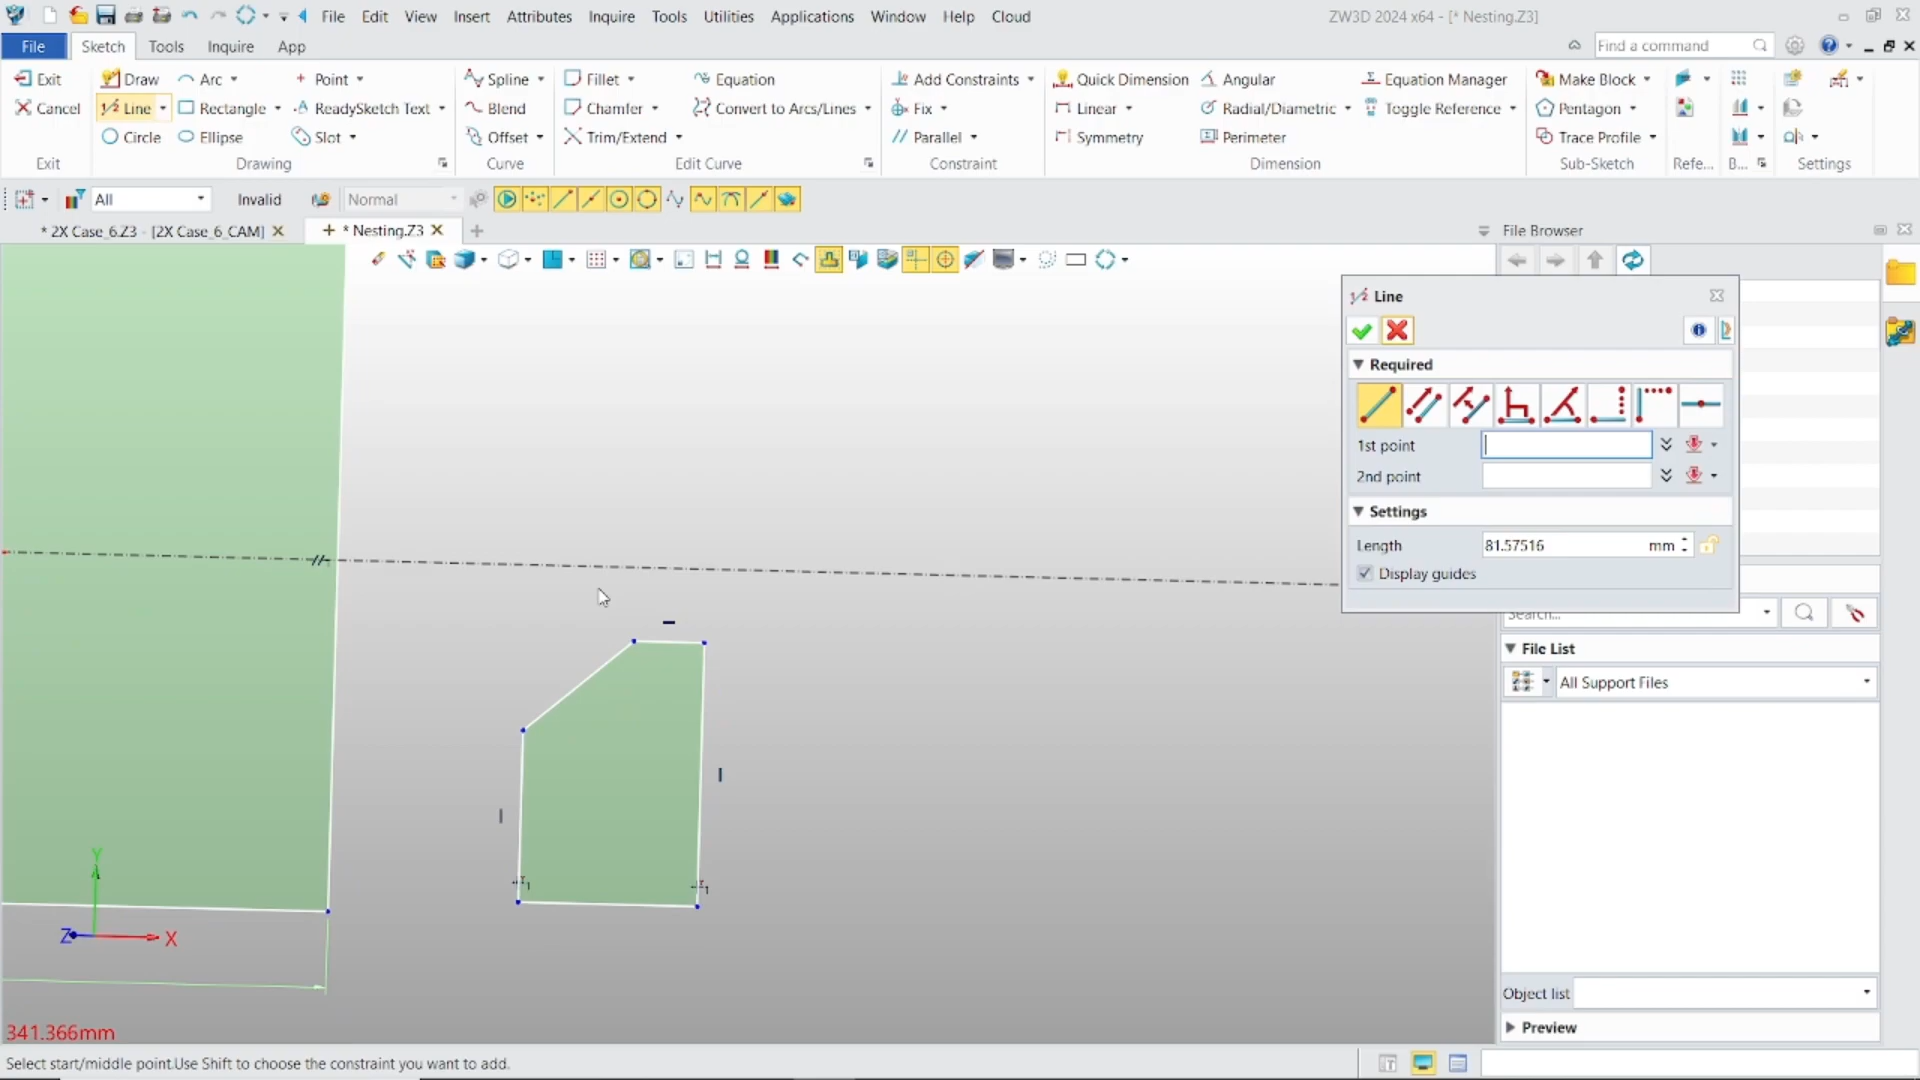 File Edit View Insert Attributes Inquire Tools Utilities Applications Window Help Cloud ZW3D 2024 x64 - [* Nesting.Z3]
File Sketch Tools Inquire App Find a command
Exit Draw Arc Point Spline Fillet Equation Add Constraints Quick Dimension Angular Equation Manager Make Block
Cancel Line Rectangle ReadySketch Text Blend Chamfer Convert to Arcs/Lines Fix Linear Radial/Diametric Toggle Reference Pentagon
Circle Ellipse Slot Offset Trim/Extend Parallel Symmetry Perimeter Trace Profile
Exit Drawing Curve Edit Curve Constraint Dimension Sub-Sketch Refe... B... Settings
All Invalid Normal
* 2X Case_6.Z3 - [2X Case_6_CAM] * Nesting.Z3 File Browser
Line
Required
1st point
2nd point
Settings
Length 81.57516 mm
Display guides
Search...
File List
All Support Files
Y
Z X
Object list
Preview
341.366mm
Select start/middle point.Use Shift to choose the constraint you want to add.